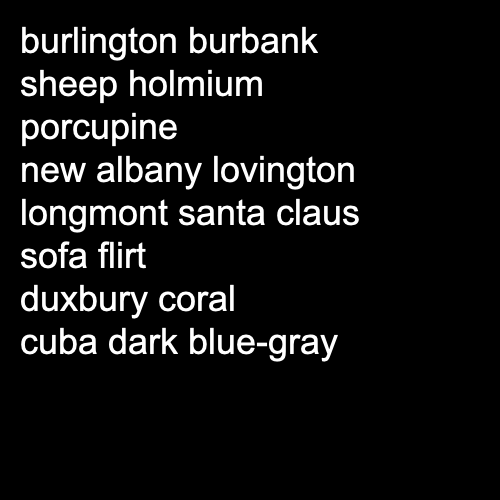 burlington burbank
sheep holmium
porcupine
new albany lovington
longmont santa claus
sofa flirt
duxbury coral
cuba dark blue-gray